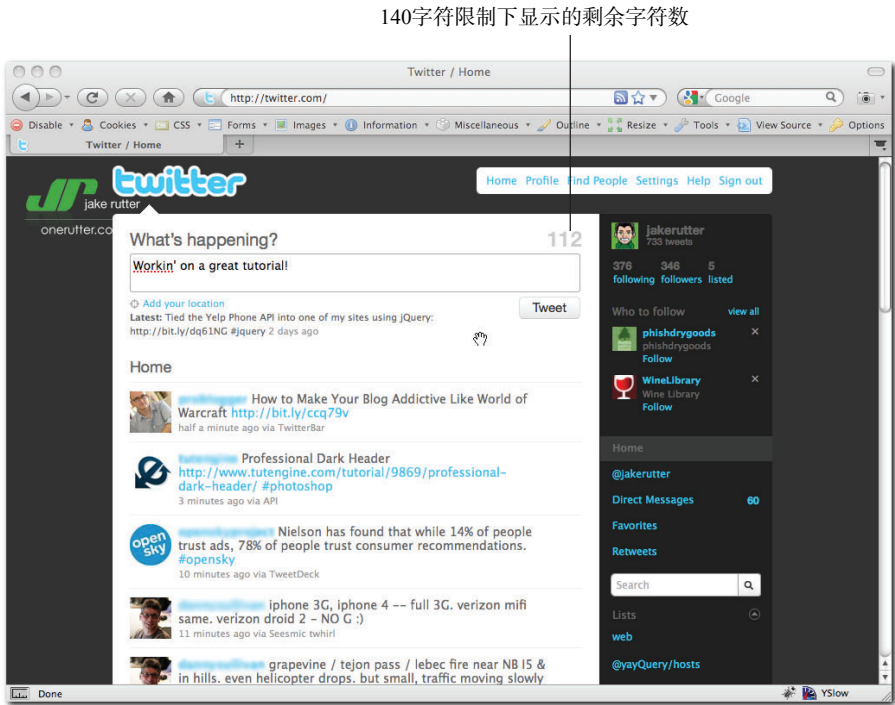 140字符限制下显示的剩余字符数
Twitter / Home
http://twitter.com/
Google
Disable Cookies CSS Forms Images Information Miscellaneous Outline Resize Tools View Source Options
Twitter / Home
twitter
Home Profile Find People Settings Help Sign out
JR
jake rutter
onerutter.co
What's happening?
112
Workin' on a great tutorial!
Add your location
Latest: Tied the Yelp Phone API into one of my sites using jQuery:
http://bit.ly/dq61NG #jquery 2 days ago
Tweet
Home
How to Make Your Blog Addictive Like World of
Warcraft http://bit.ly/ccq79v
half a minute ago via TwitterBar
Professional Dark Header
http://www.tutengine.com/tutorial/9869/professional-
dark-header/ #photoshop
3 minutes ago via API
open
sky
Nielson has found that while 14% of people
trust ads, 78% of people trust consumer recommendations.
#opensky
10 minutes ago via TweetDeck
iphone 3G, iphone 4 -- full 3G. verizon mifi
same. verizon droid 2 - NO G :)
11 minutes ago via Seesmic twhirl
grapevine / tejon pass / lebec fire near NB I5 &
in hills. even helicopter drops. but small, traffic moving slowly
jakerutter
733 tweets
376 346 5
following followers listed
Who to follow view all
phishdrygoods
phishdrygoods
Follow
WineLibrary
Wine Library
Follow
Home
@jakerutter
Direct Messages 60
Favorites
Retweets
Search
Lists
web
@yayQuery/hosts
Done
YSlow